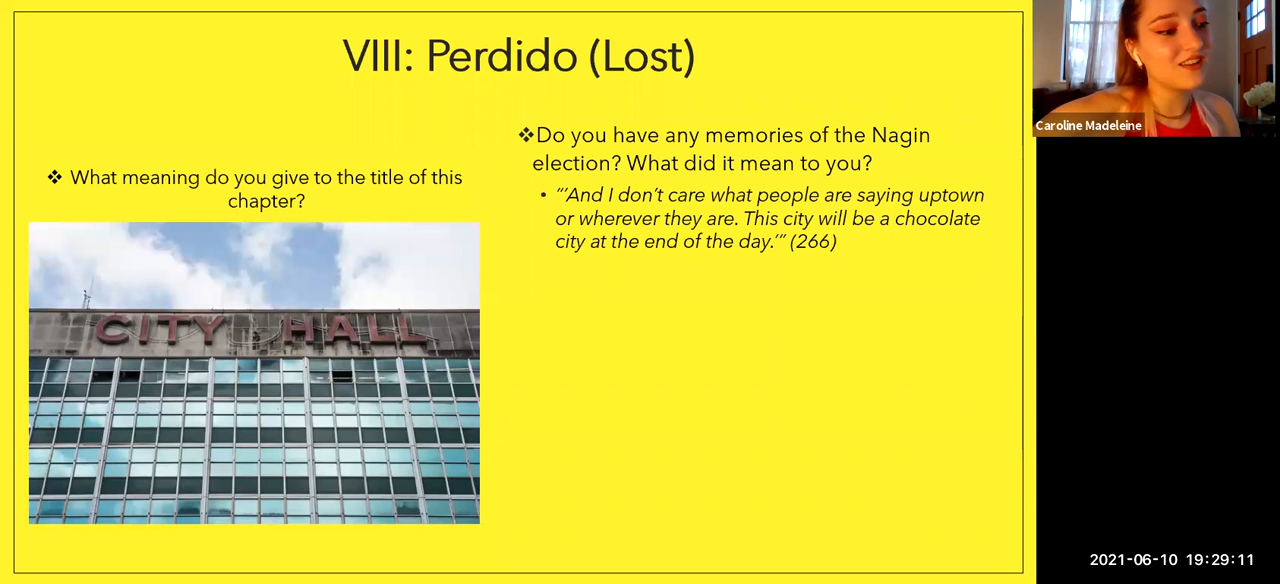 VIII: Perdido (Lost)
❖ What meaning do you give to the title of this
chapter?
CITY HALL
❖Do you have any memories of the Nagin
election? What did it mean to you?
• “‘And I don’t care what people are saying uptown
or wherever they are. This city will be a chocolate
city at the end of the day.’” (266)
Caroline Madeleine
2021-06-10 19:29:11